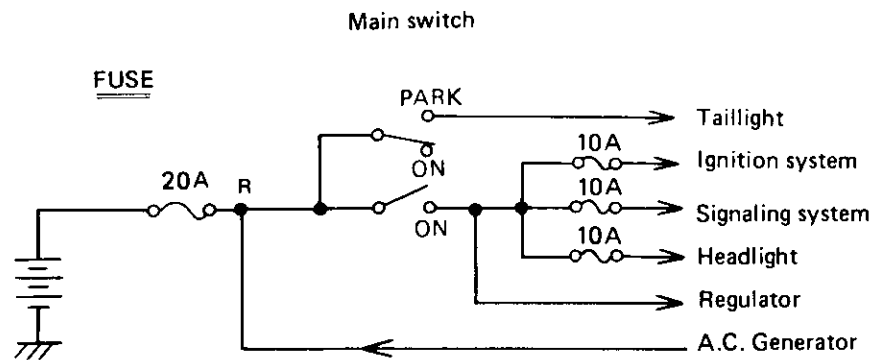 Main switch
FUSE
PARK
Taillight
10A
Ignition system
ON
20A
R
10A
Signaling system
ON
10A
Headlight
Regulator
A.C. Generator